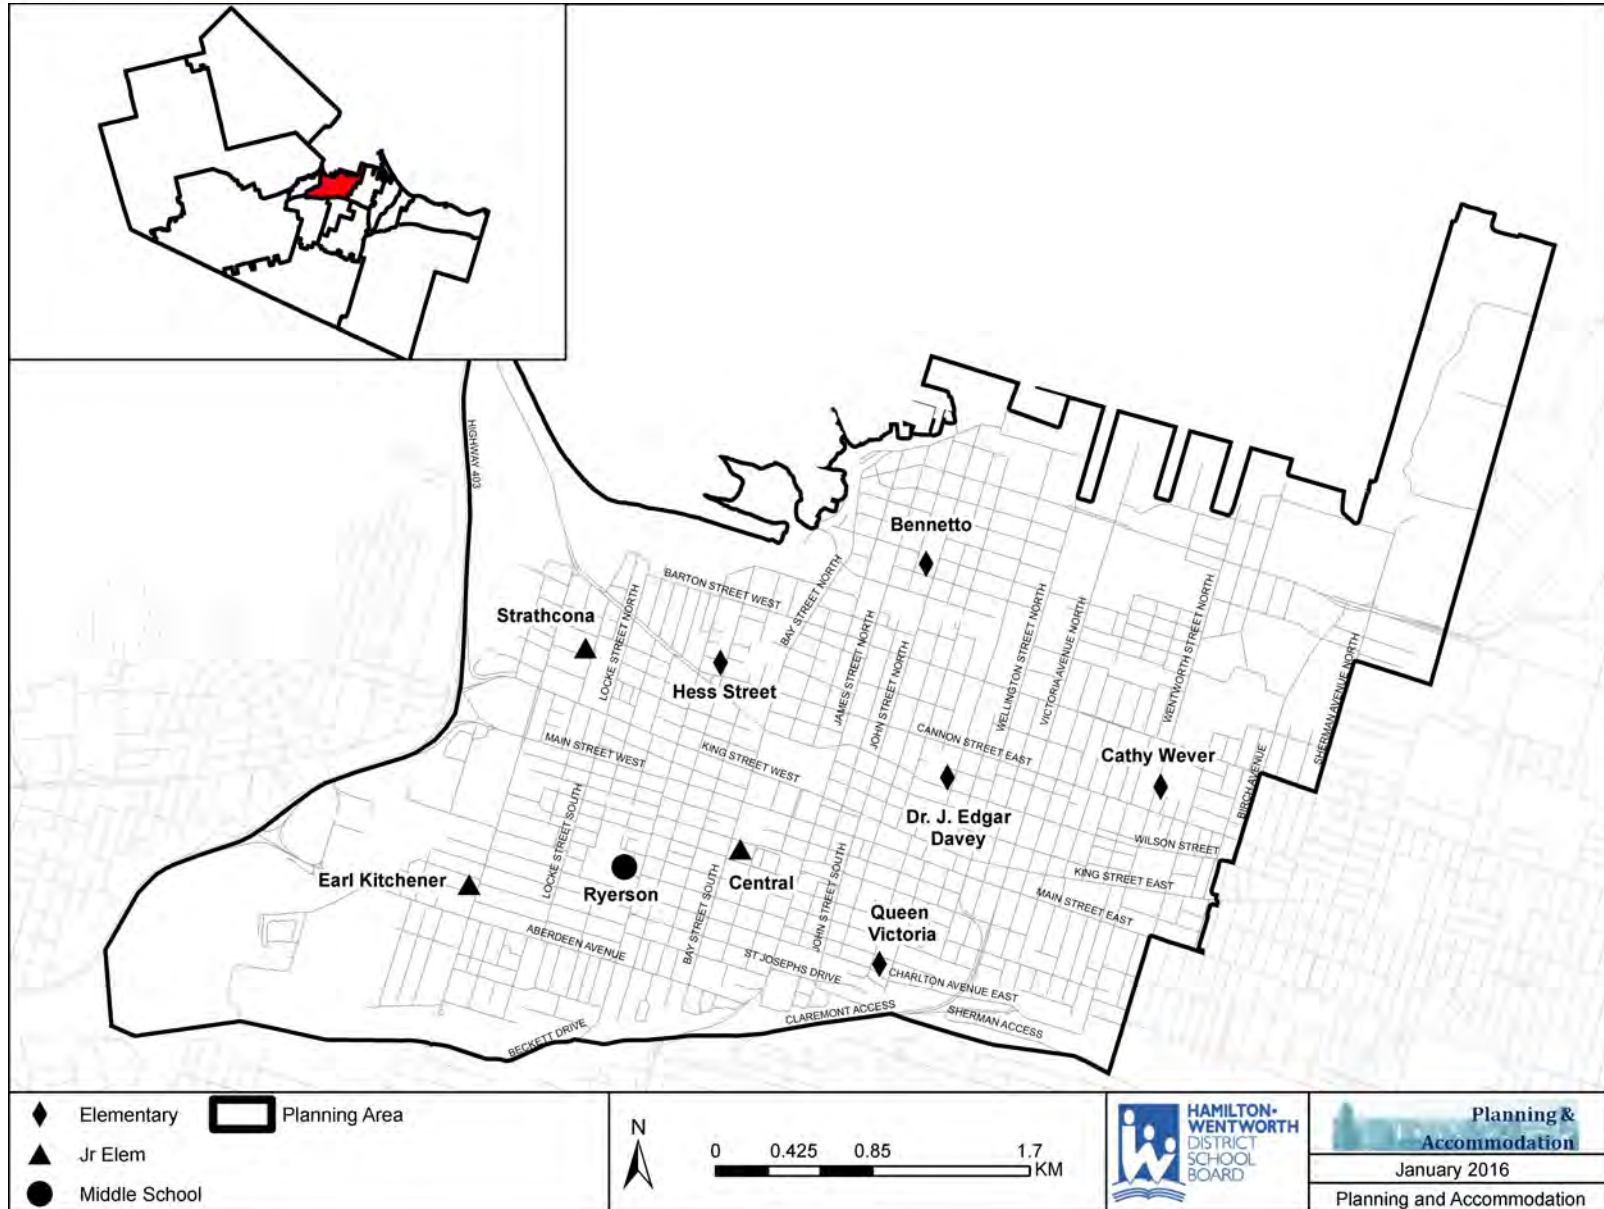 HIGHWAY 403
Bennetto
BARTON STREET WEST
BAY STREET NORTH
Strathcona
LOCKE STREET NORTH
Hess Street
JAMES STREET NORTH
JOHN STREET NORTH
WELLINGTON STREET NORTH
VICTORIA AVENUE NORTH
WENTWORTH STREET NORTH
SHERMAN AVENUE NORTH
CANNON STREET EAST
MAIN STREET WEST
KING STREET WEST
Cathy Wever
BIRCH AVENUE
Dr. J. Edgar
Davey
WILSON STREET
LOCKE STREET SOUTH
Earl Kitchener
Ryerson
Central
KING STREET EAST
MAIN STREET EAST
BAY STREET SOUTH
JOHN STREET SOUTH
Queen
Victoria
ABERDEEN AVENUE
ST JOSEPHS DRIVE
CHARLTON AVENUE EAST
CLAREMONT ACCESS
SHERMAN ACCESS
BECKETT DRIVE
Elementary
Planning Area
Jr Elem
Middle School
N
0 0.425 0.85 1.7
KM
HAMILTON-
WENTWORTH
DISTRICT
SCHOOL
BOARD
Planning &
Accommodation
January 2016
Planning and Accommodation